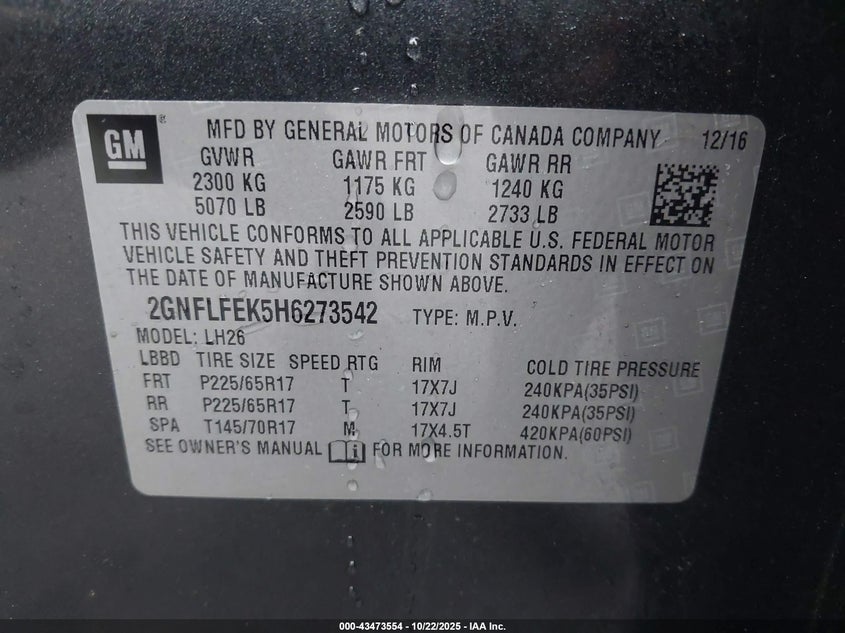 GM ® MFD BY GENERAL MOTORS OF CANADA COMPANY 12/16
GVWR GAWR FRT GAWR RR
2300 KG 1175 KG 1240 KG
5070 LB 2590 LB 2733 LB
THIS VEHICLE CONFORMS TO ALL APPLICABLE U.S. FEDERAL MOTOR
VEHICLE SAFETY AND THEFT PREVENTION STANDARDS IN EFFECT ON
THE DATE OF MANUFACTURE SHOWN ABOVE.
2GNFLFEK5H6273542 TYPE: M.P.V.
MODEL: LH26
LBBD TIRE SIZE SPEED RTG RIM COLD TIRE PRESSURE
FRT P225/65R17 T 17X7J 240KPA(35PSI)
RR P225/65R17 T 17X7J 240KPA(35PSI)
SPA T145/70R17 M 17X4.5T 420KPA(60PSI)
SEE OWNER'S MANUAL i FOR MORE INFORMATION.
000-43473554 - 10/22/2025 - IAA Inc.